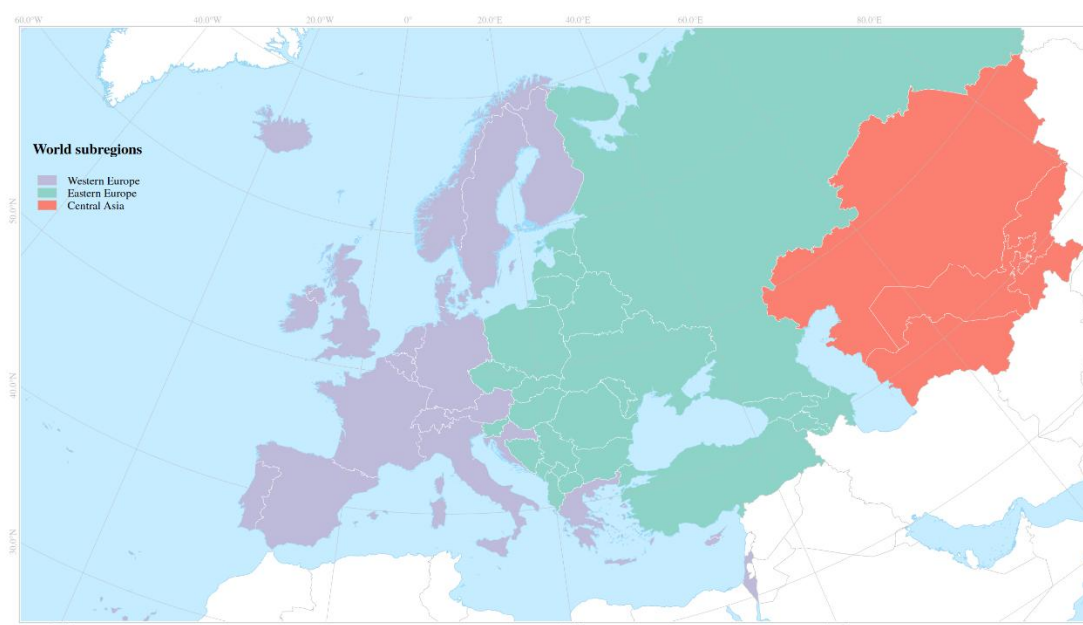 60.0°W 40.0°W 20.0°W 0° 20.0°E 40.0°E 60.0°E 80.0°E
World subregions
Western Europe
Eastern Europe
Central Asia
50.0°N
40.0°N
30.0°N